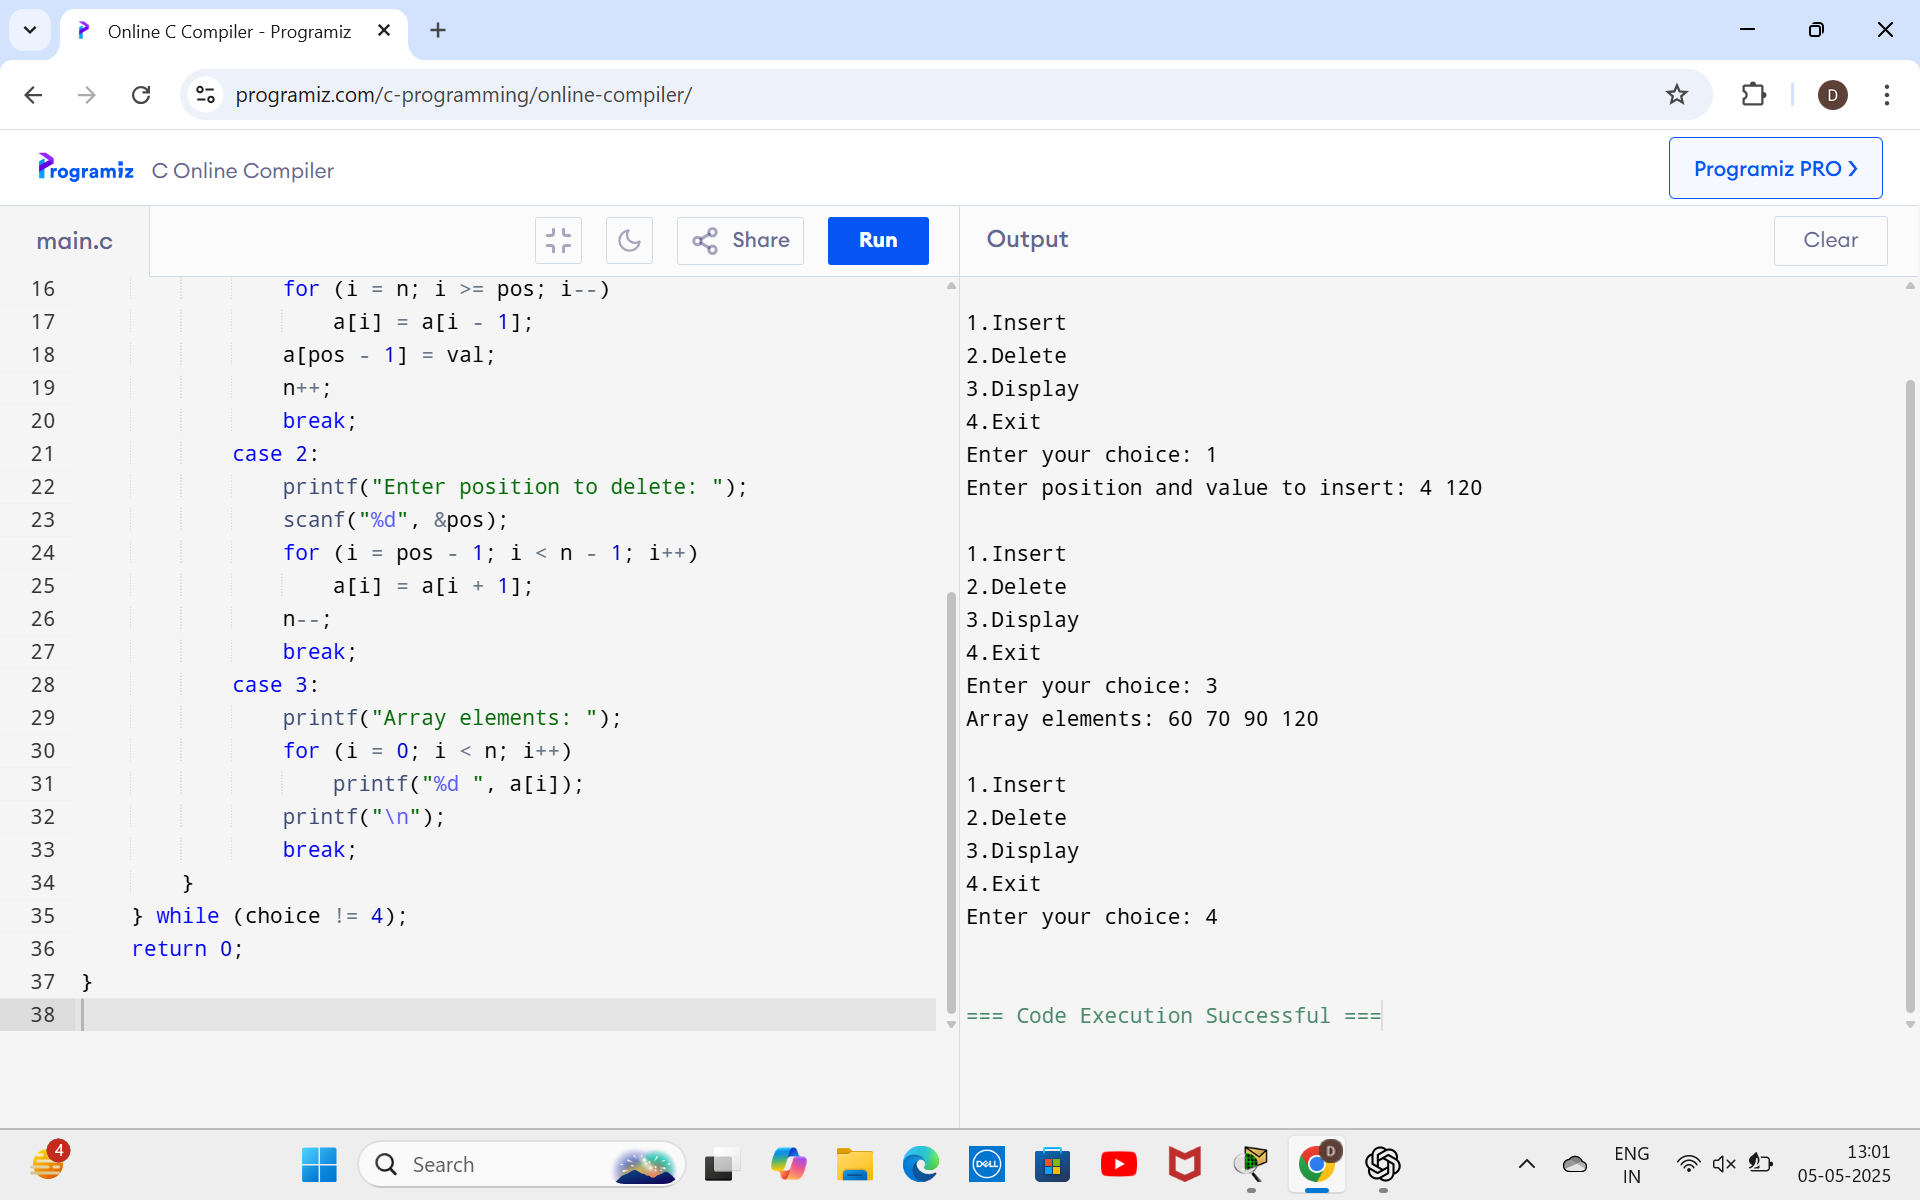 Online C Compiler - Programiz
programiz.com/c-programming/online-compiler/
D
Programiz C Online Compiler
Programiz PRO ❯
main.c
Share
Run
Output
Clear
16 for (i = n; i >= pos; i--)
17 a[i] = a[i - 1];
18 a[pos - 1] = val;
19 n++;
20 break;
21 case 2:
22 printf("Enter position to delete: ");
23 scanf("%d", &pos);
24 for (i = pos - 1; i < n - 1; i++)
25 a[i] = a[i + 1];
26 n--;
27 break;
28 case 3:
29 printf("Array elements: ");
30 for (i = 0; i < n; i++)
31 printf("%d ", a[i]);
32 printf("\n");
33 break;
34 }
35 } while (choice != 4);
36 return 0;
37 }
38
1.Insert
2.Delete
3.Display
4.Exit
Enter your choice: 1
Enter position and value to insert: 4 120
1.Insert
2.Delete
3.Display
4.Exit
Enter your choice: 3
Array elements: 60 70 90 120
1.Insert
2.Delete
3.Display
4.Exit
Enter your choice: 4
=== Code Execution Successful ===
4
Search
DELL
D
ENG
IN
13:01
05-05-2025